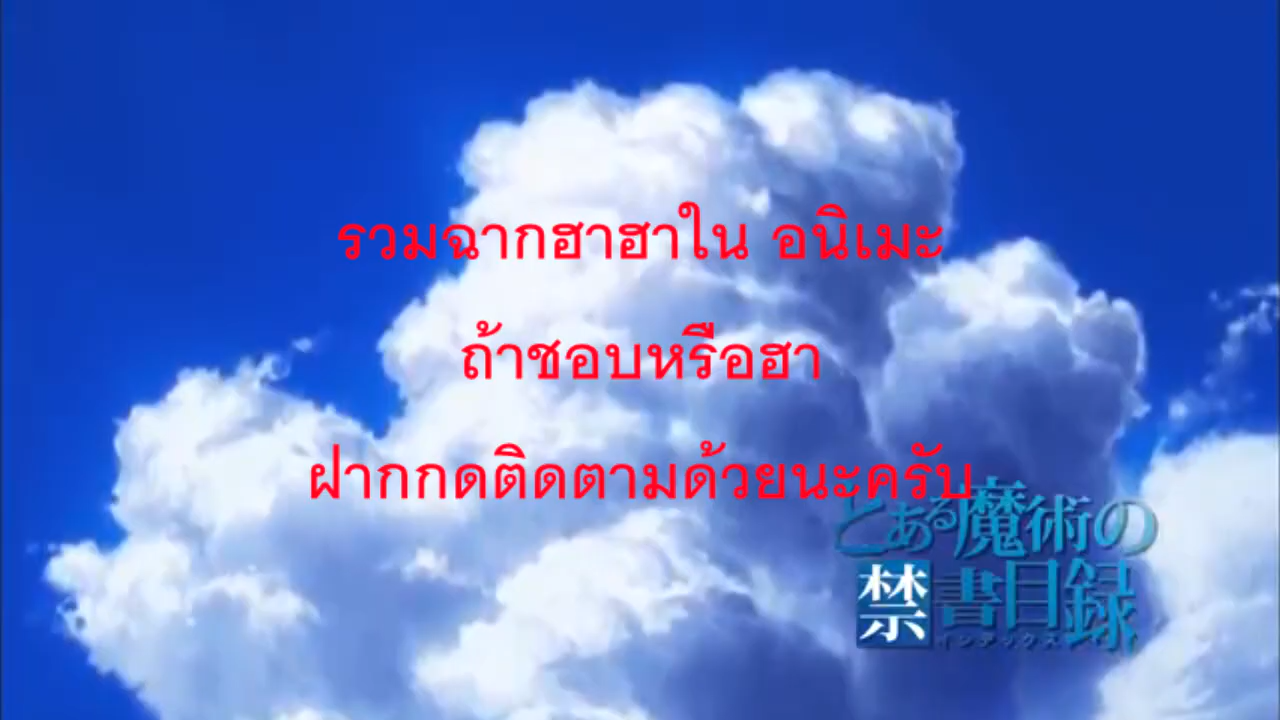 รวมฉากฮาฮาใน อนิเมะ
ถ้าชอบหรือฮา
ฝากกดติดตามด้วยนะครับ
とある魔術の
禁書目録
インデックス